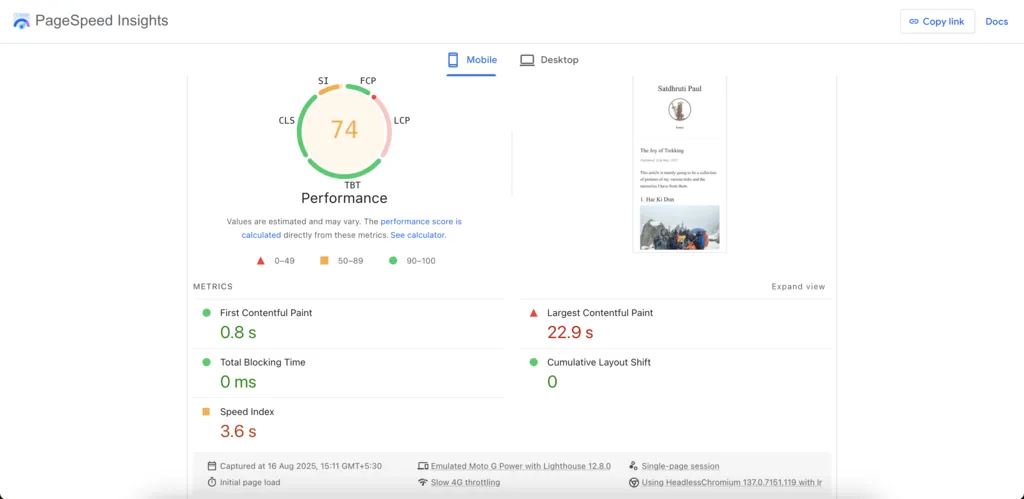 PageSpeed Insights
Copy link
Docs
Mobile
Desktop
SI
FCP
CLS
LCP
74
TBT
Performance
Values are estimated and may vary. The performance score is
calculated directly from these metrics. See calculator.
0–49
50–89
90–100
Satdhruti Paul
The Joy of Trekking
This article is mostly going to be a collection
of pictures of my various treks and the
memories I have from them.
1. Har Ki Dun
METRICS
Expand view
First Contentful Paint
0.8 s
Largest Contentful Paint
22.9 s
Total Blocking Time
0 ms
Cumulative Layout Shift
0
Speed Index
3.6 s
Captured at 16 Aug 2025, 15:11 GMT+5:30
Emulated Moto G Power with Lighthouse 12.8.0
Single-page session
Initial page load
Slow 4G throttling
Using HeadlessChromium 137.0.7151.119 with lr